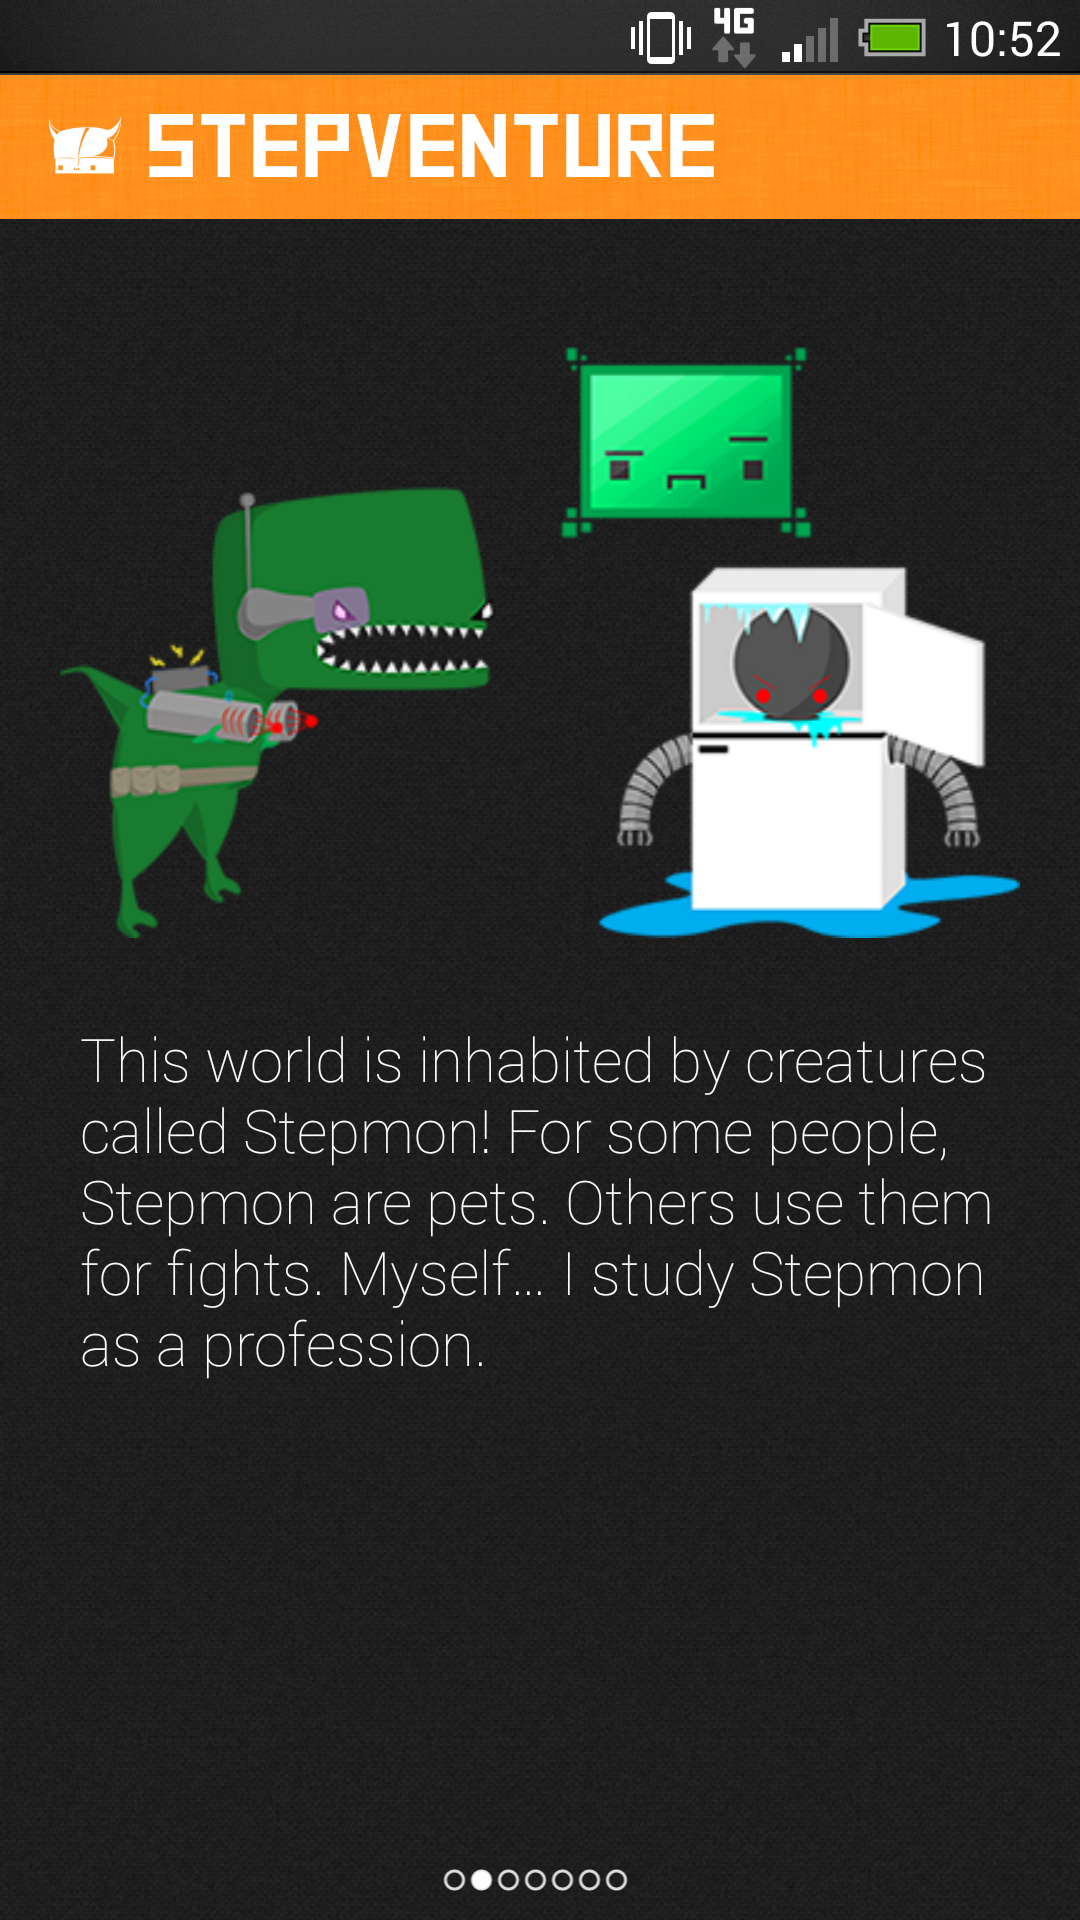 4G
10:52
STEPVENTURE
This world is inhabited by creatures
called Stepmon! For some people,
Stepmon are pets. Others use them
for fights. Myself... I study Stepmon
as a profession.